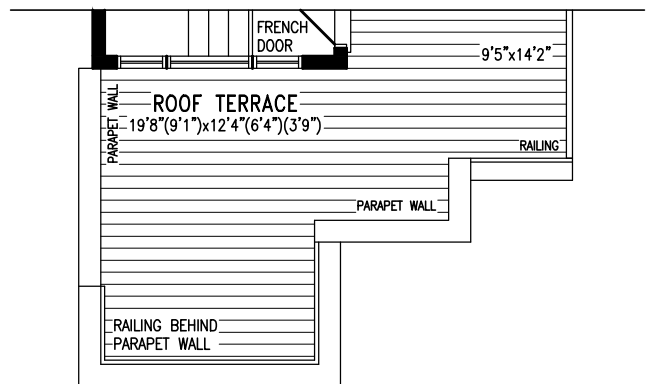 FRENCH
DOOR
9'5"x14'2"
PARAPET WALL
ROOF TERRACE
19'8"(9'1")x12'4"(6'4")(3'9")
RAILING
PARAPET WALL
RAILING BEHIND
PARAPET WALL